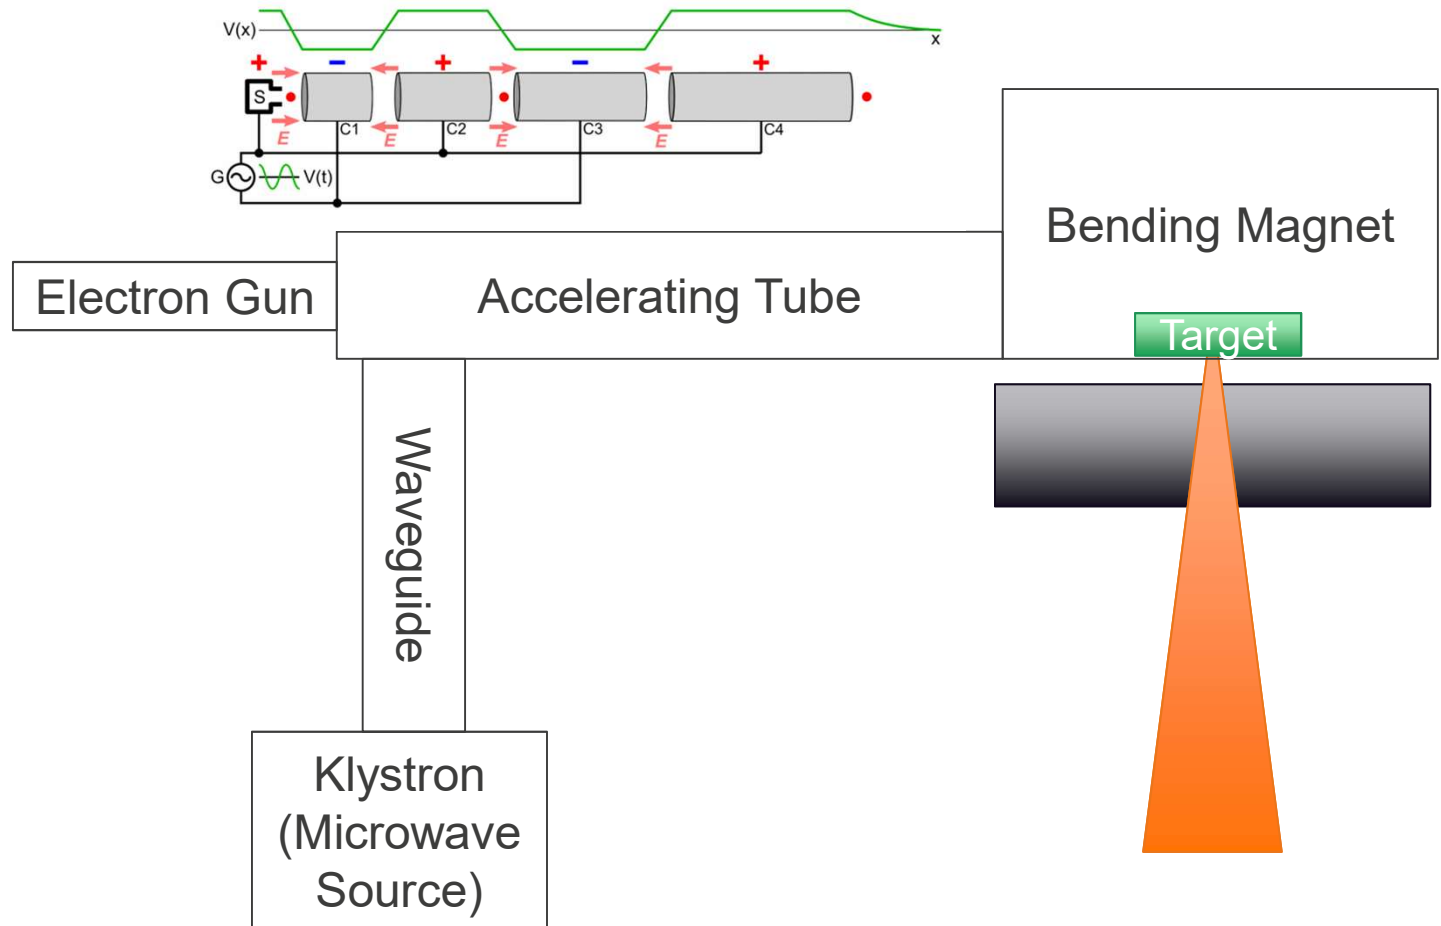 V(x)
x
+ − + − +
S
E E E E
C1 C2 C3 C4
G V(t)
Bending Magnet
Electron Gun
Accelerating Tube
Target
Waveguide
Klystron
(Microwave
Source)